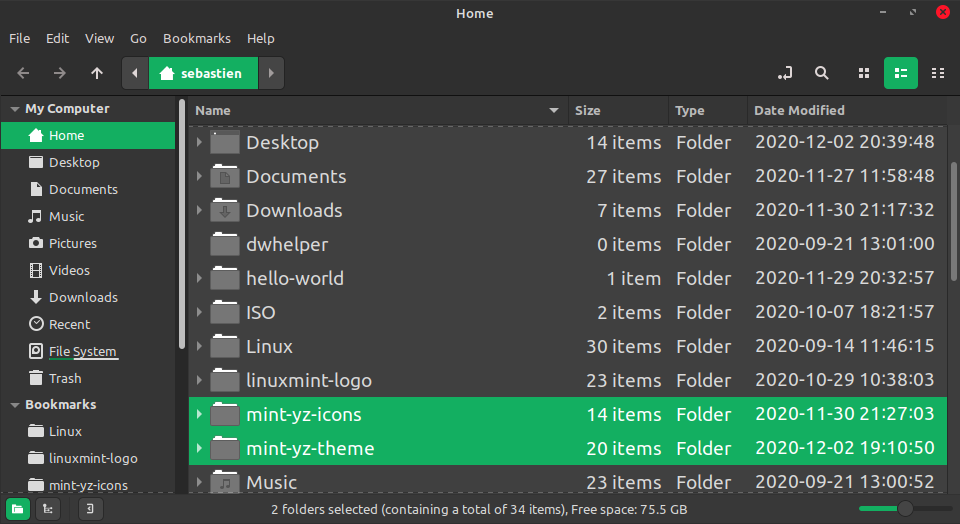 Home
File Edit View Go Bookmarks Help
sebastien
My Computer
Home
Desktop
Documents
Music
Pictures
Videos
Downloads
Recent
File System
Trash
Bookmarks
Linux
linuxmint-logo
mint-yz-icons
Name Size Type Date Modified
Desktop 14 items Folder 2020-12-02 20:39:48
Documents 27 items Folder 2020-11-27 11:58:48
Downloads 7 items Folder 2020-11-30 21:17:32
dwhelper 0 items Folder 2020-09-21 13:01:00
hello-world 1 item Folder 2020-11-29 20:32:57
ISO 2 items Folder 2020-10-07 18:21:57
Linux 30 items Folder 2020-09-14 11:46:15
linuxmint-logo 23 items Folder 2020-10-29 10:38:03
mint-yz-icons 14 items Folder 2020-11-30 21:27:03
mint-yz-theme 20 items Folder 2020-12-02 19:10:50
Music 23 items Folder 2020-09-21 13:00:52
2 folders selected (containing a total of 34 items), Free space: 75.5 GB